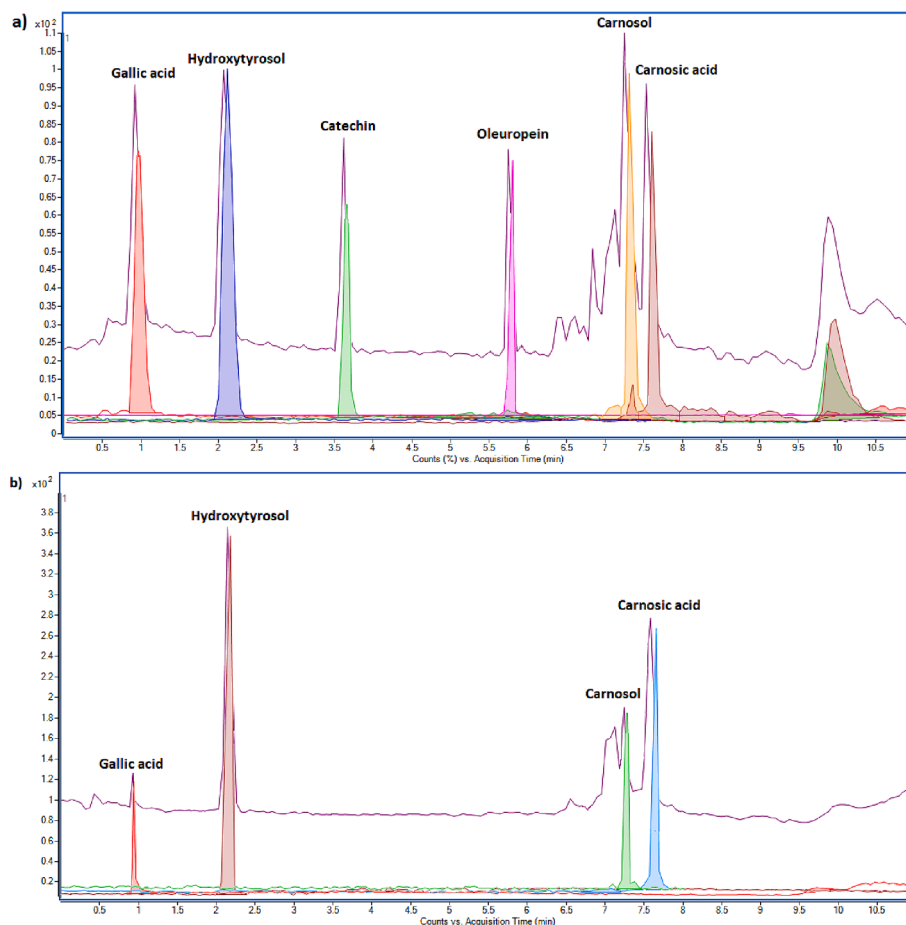 a)
x10 2
1
1.1
1.05
1
0.95
0.9
0.85
0.8
0.75
0.7
0.65
0.6
0.55
0.5
0.45
0.4
0.35
0.3
0.25
0.2
0.15
0.1
0.05
0
Gallic acid
Hydroxytyrosol
Catechin
Oleuropein
Carnosol
Carnosic acid
0.5 1 1.5 2 2.5 3 3.5 4 4.5 5 5.5 6 6.5 7 7.5 8 8.5 9 9.5 10 10.5
Counts (%) vs. Acquisition Time (min)
b)
x10 2
1
3.8
3.6
3.4
3.2
3
2.8
2.6
2.4
2.2
2
1.8
1.6
1.4
1.2
1
0.8
0.6
0.4
0.2
Hydroxytyrosol
Carnosic acid
Carnosol
Gallic acid
0.5 1 1.5 2 2.5 3 3.5 4 4.5 5 5.5 6 6.5 7 7.5 8 8.5 9 9.5 10 10.5
Counts vs. Acquisition Time (min)